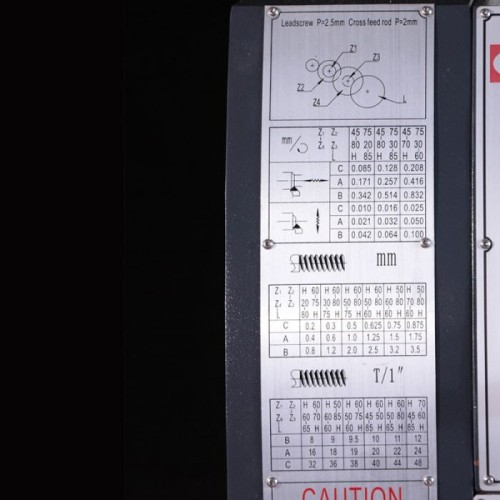 Leadscrew P=2.5mm Cross feed rod P=2mm
Z1
Z3
Z2
Z4
L
mm/ Z1 Z2 45 75 45 75 45 75
Z4 Z3 80 20 80 30 70 30
L H 85 H 85 H 60
C 0.085 0.128 0.208
A 0.171 0.257 0.416
B 0.342 0.514 0.832
C 0.010 0.016 0.025
A 0.021 0.032 0.050
B 0.042 0.064 0.100
mm
Z1 Z2 H 60 H 60 H 60 H 60 H 50 H 50
Z4 Z3 20 75 30 80 50 80 50 80 60 80 70 80
L 80 H 75 H 75 H 60 H 60 H 60 H
C 0.2 0.3 0.5 0.625 0.75 0.875
A 0.4 0.6 1.0 1.25 1.5 1.75
B 0.8 1.2 2.0 2.5 3.2 3.5
T/1"
Z1 Z2 H 60 H 50 H 50 H 60 H 70
Z4 Z3 60 70 60 85 50 75 45 50 45 60
L 65 H 60 H 60 H 65 H 85 H
B 8 9 9.5 10 11 12
A 16 18 19 20 22 24
C 32 36 38 40 44 48
CAUTION